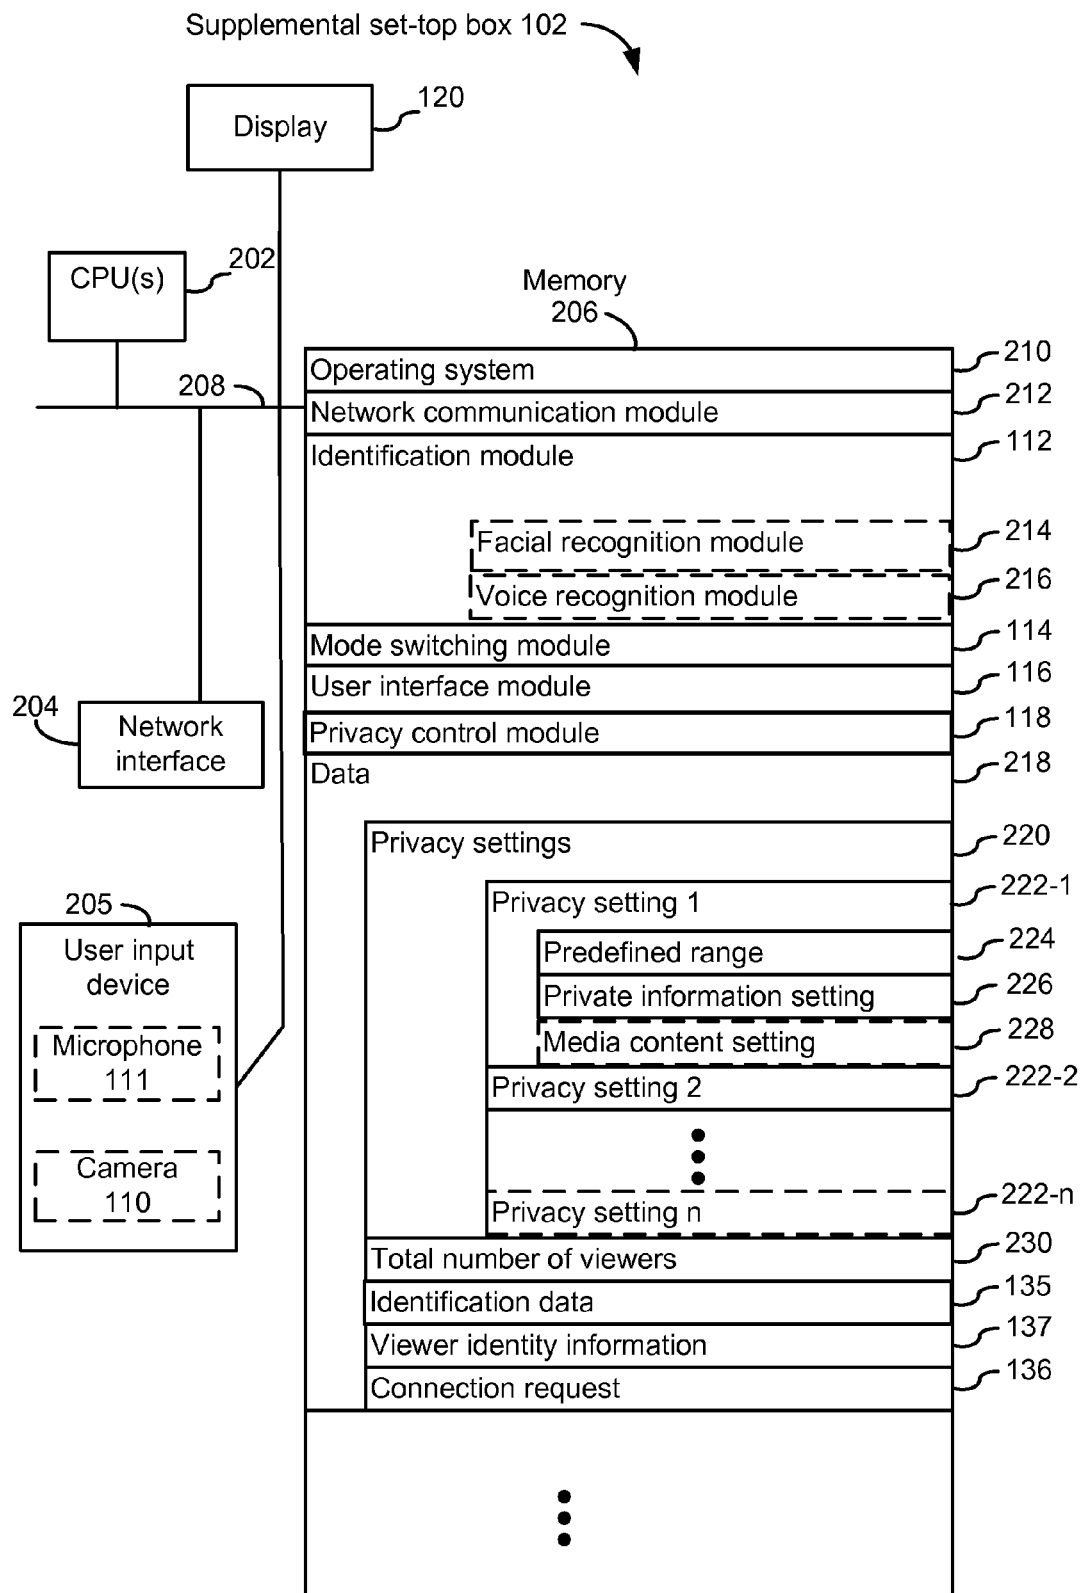 Supplemental set-top box 102
120
Display
202
CPU(s)
Memory
206
208
Operating system
210
Network communication module
212
Identification module
112
Facial recognition module
214
Voice recognition module
216
Mode switching module
114
User interface module
116
Privacy control module
118
204
Network
interface
Data
218
Privacy settings
220
Privacy setting 1
222-1
Predefined range
224
Private information setting
226
Media content setting
228
Privacy setting 2
222-2
Privacy setting n
222-n
205
User input
device
Microphone
111
Camera
110
Total number of viewers
230
Identification data
135
Viewer identity information
137
Connection request
136